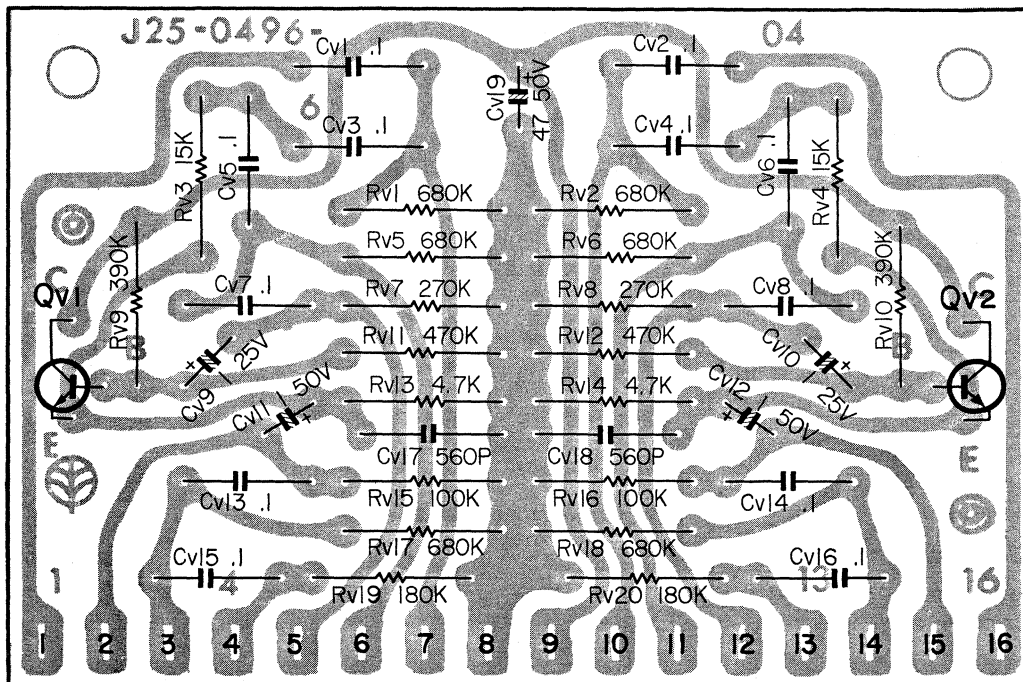 J25-0496- 04
Cv1 .1 Cv2 .1
6
Cv19 47 50V +
Cv3 .1 Cv4 .1
Rv3 15K Cv5 .1 Cv6 .1 Rv4 15K
Rv1 680K Rv2 680K
Rv5 680K Rv6 680K
C C
Qv1 Rv9 390K Cv7 .1 Rv7 270K Rv8 270K Cv8 .1 Rv10 390K Qv2
B B
Rv11 470K Rv12 470K
Cv9 1 25V + Cv10 1 25V +
Rv13 4.7K Rv14 4.7K
Cv11 1 50V + Cv12 1 50V +
E E
Cv17 560P Cv18 560P
Cv13 .1 Rv15 100K Rv16 100K Cv14 .1
Rv17 680K Rv18 680K
Cv15 .1 Cv16 .1
1 4 13 16
Rv19 180K Rv20 180K
1 2 3 4 5 6 7 8 9 10 11 12 13 14 15 16